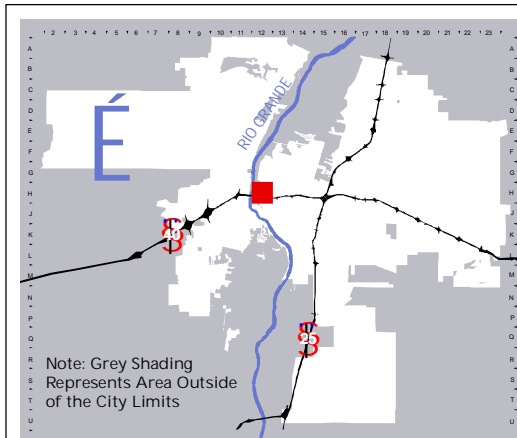 1 2 3 4 5 6 7 8 9 10 11 12 13 14 15 16 17 18 19 20 21 22 23
A A
B B
C C
D D
E E
F F
G G
H H
J J
K K
L L
M M
N N
P P
Q Q
R R
S S
T T
U U
É
RIO GRANDE
40
25
Note: Grey Shading
Represents Area Outside
of the City Limits